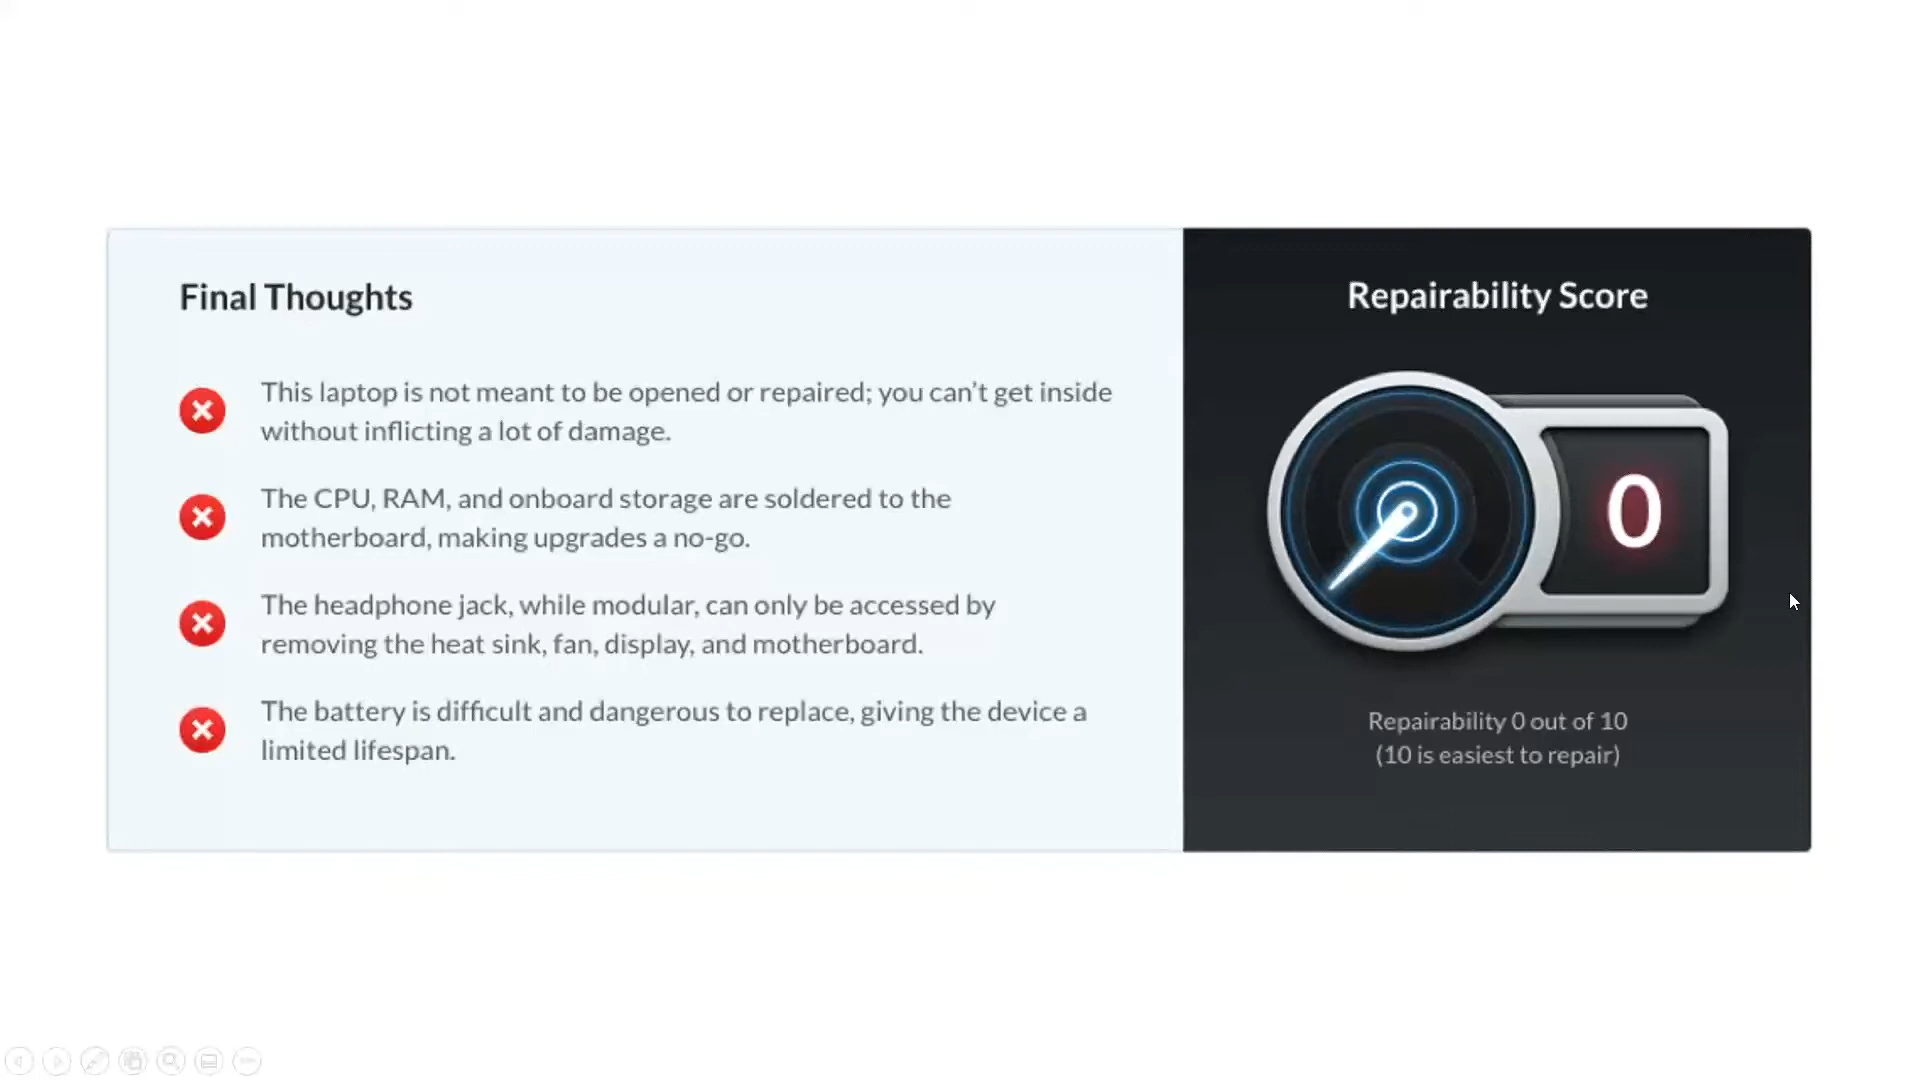 Final Thoughts
This laptop is not meant to be opened or repaired; you can’t get inside
without inflicting a lot of damage.
The CPU, RAM, and onboard storage are soldered to the
motherboard, making upgrades a no-go.
The headphone jack, while modular, can only be accessed by
removing the heat sink, fan, display, and motherboard.
The battery is difficult and dangerous to replace, giving the device a
limited lifespan.
Repairability Score
0
Repairability 0 out of 10
(10 is easiest to repair)